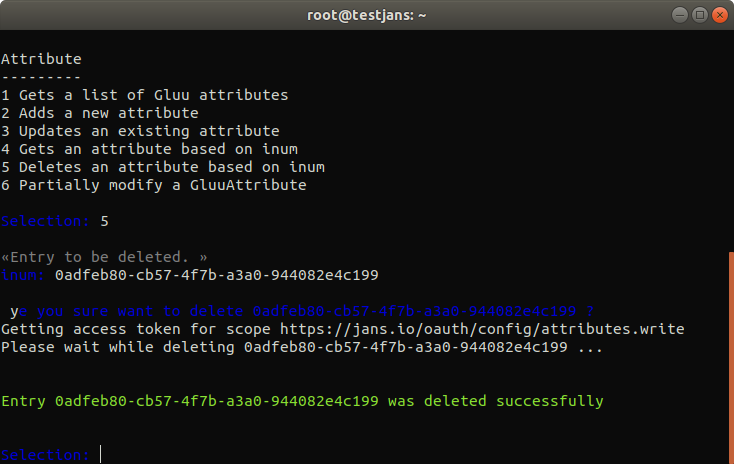 root@testjans: ~
Attribute
---------
1 Gets a list of Gluu attributes
2 Adds a new attribute
3 Updates an existing attribute
4 Gets an attribute based on inum
5 Deletes an attribute based on inum
6 Partially modify a GluuAttribute
Selection: 5
«Entry to be deleted. »
inum: 0adfeb80-cb57-4f7b-a3a0-944082e4c199
ye you sure want to delete 0adfeb80-cb57-4f7b-a3a0-944082e4c199 ?
Getting access token for scope https://jans.io/oauth/config/attributes.write
Please wait while deleting 0adfeb80-cb57-4f7b-a3a0-944082e4c199 ...
Entry 0adfeb80-cb57-4f7b-a3a0-944082e4c199 was deleted successfully
Selection: